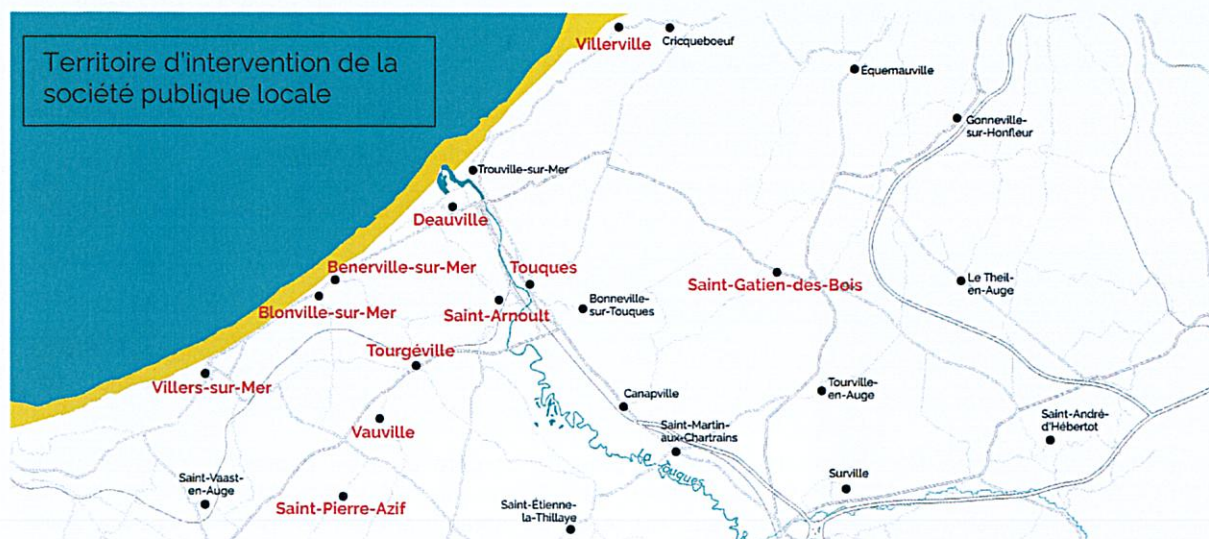 Territoire d'intervention de la
société publique locale
Villerville
Cricqueboeuf
Équemauville
Gonneville-
sur-Honfleur
Trouville-sur-Mer
Deauville
Benerville-sur-Mer
Touques
Saint-Gatien-des-Bois
Le Theil-
en-Auge
Blonville-sur-Mer
Saint-Arnoult
Bonneville-
sur-Touques
Tourgéville
Villers-sur-Mer
Canapville
Tourville-
en-Auge
Vauville
Saint-Martin-
aux-Chartrains
Saint-André-
d'Hébertot
La Touques
Saint-Vaast-
en-Auge
Saint-Pierre-Azif
Surville
Saint-Étienne-
la-Thillaye